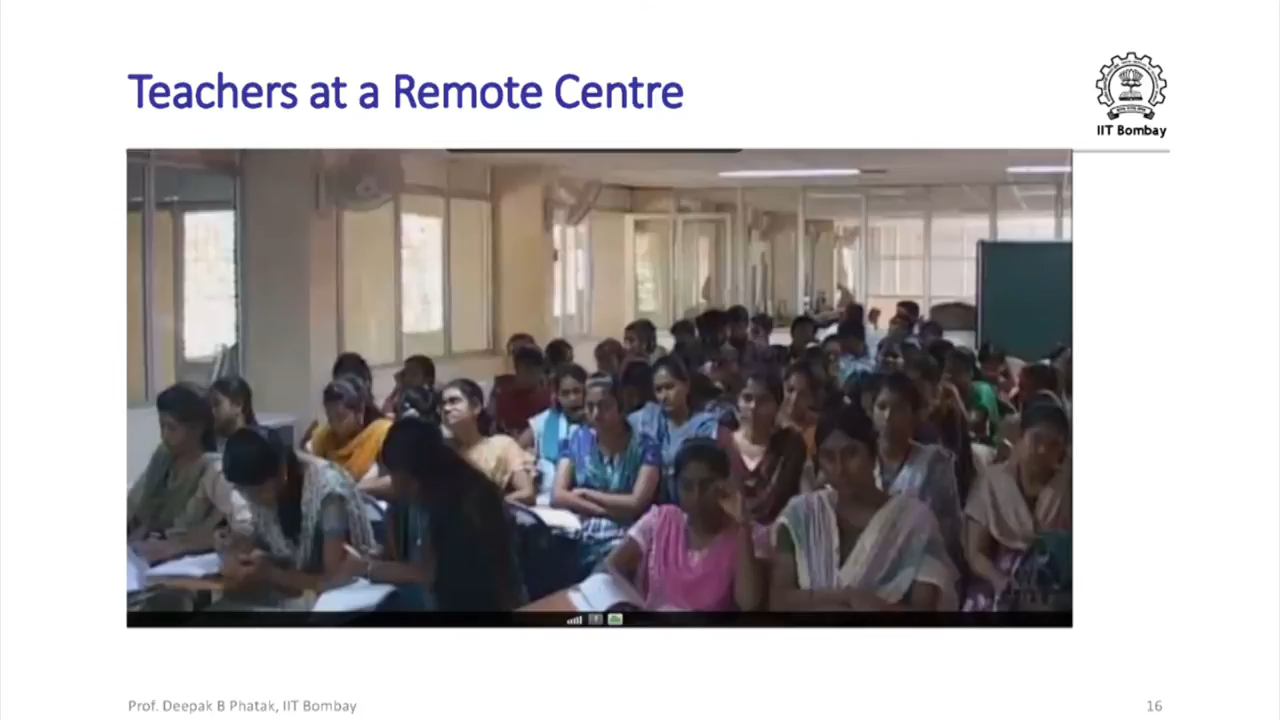 Teachers at a Remote Centre
IIT Bombay
Prof. Deepak B Phatak, IIT Bombay
16